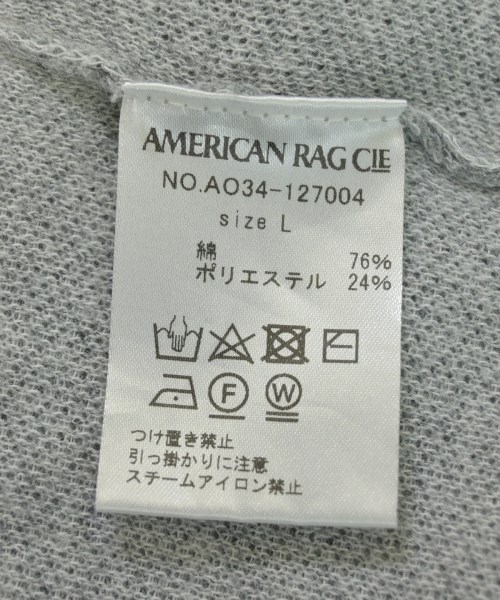 AMERICAN RAG CIE
NO.AO34-127004
size L
綿 76%
ポリエステル 24%
F W
つけ置き禁止
引っ掛かりに注意
スチームアイロン禁止